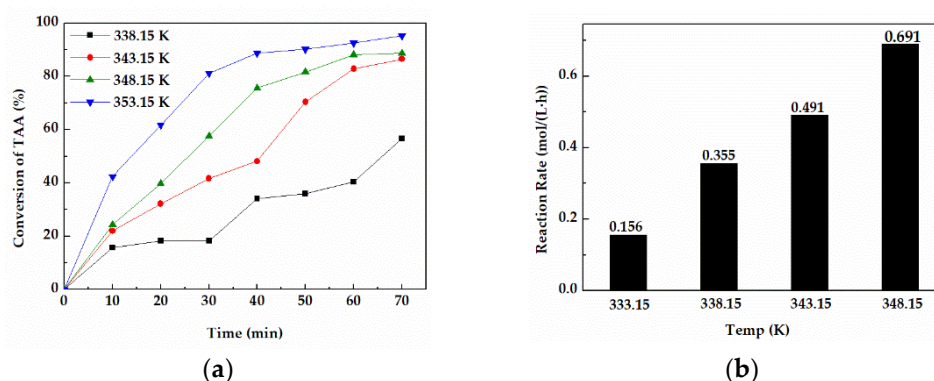 100
80
60
40
20
0
Conversion of TAA (%)
338.15 K
343.15 K
348.15 K
353.15 K
0 10 20 30 40 50 60 70
Time (min)
(a)
0.6
0.4
0.2
0.0
Reaction Rate (mol/(L·h))
0.156
0.355
0.491
0.691
333.15 338.15 343.15 348.15
Temp (K)
(b)